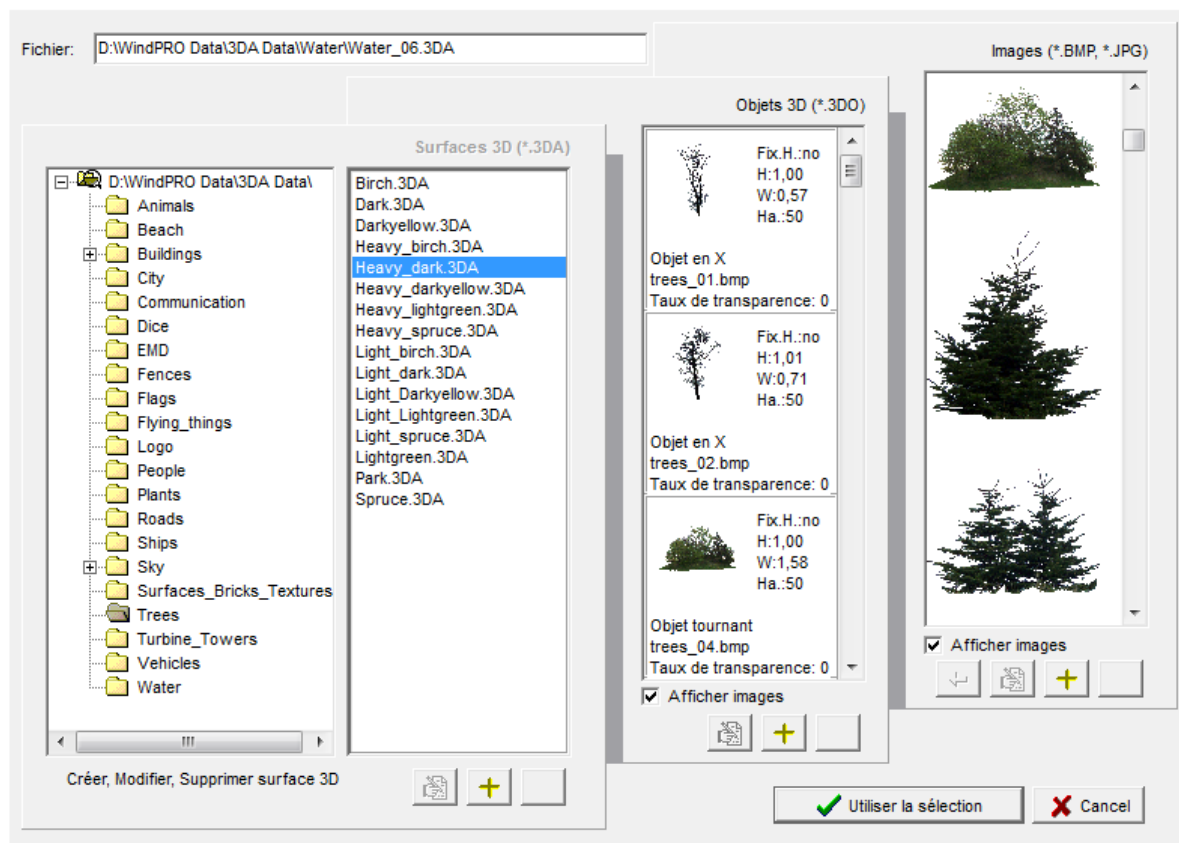 Fichier:
D:\WindPRO Data\3DA Data\Water\Water_06.3DA
Surfaces 3D (*.3DA)
D:\WindPRO Data\3DA Data\
Animals
Beach
Buildings
City
Communication
Dice
EMD
Fences
Flags
Flying_things
Logo
People
Plants
Roads
Ships
Sky
Surfaces_Bricks_Textures
Trees
Turbine_Towers
Vehicles
Water
Birch.3DA
Dark.3DA
Darkyellow.3DA
Heavy_birch.3DA
Heavy_dark.3DA
Heavy_darkyellow.3DA
Heavy_lightgreen.3DA
Heavy_spruce.3DA
Light_birch.3DA
Light_dark.3DA
Light_Darkyellow.3DA
Light_Lightgreen.3DA
Light_spruce.3DA
Lightgreen.3DA
Park.3DA
Spruce.3DA
Créer, Modifier, Supprimer surface 3D
Objets 3D (*.3DO)
Fix.H.:no
H:1,00
W:0,57
Ha.:50
Objet en X
trees_01.bmp
Taux de transparence: 0
Fix.H.:no
H:1,01
W:0,71
Ha.:50
Objet en X
trees_02.bmp
Taux de transparence: 0
Fix.H.:no
H:1,00
W:1,58
Ha.:50
Objet tournant
trees_04.bmp
Taux de transparence: 0
Afficher images
Images (*.BMP, *.JPG)
Afficher images
Utiliser la sélection
Cancel